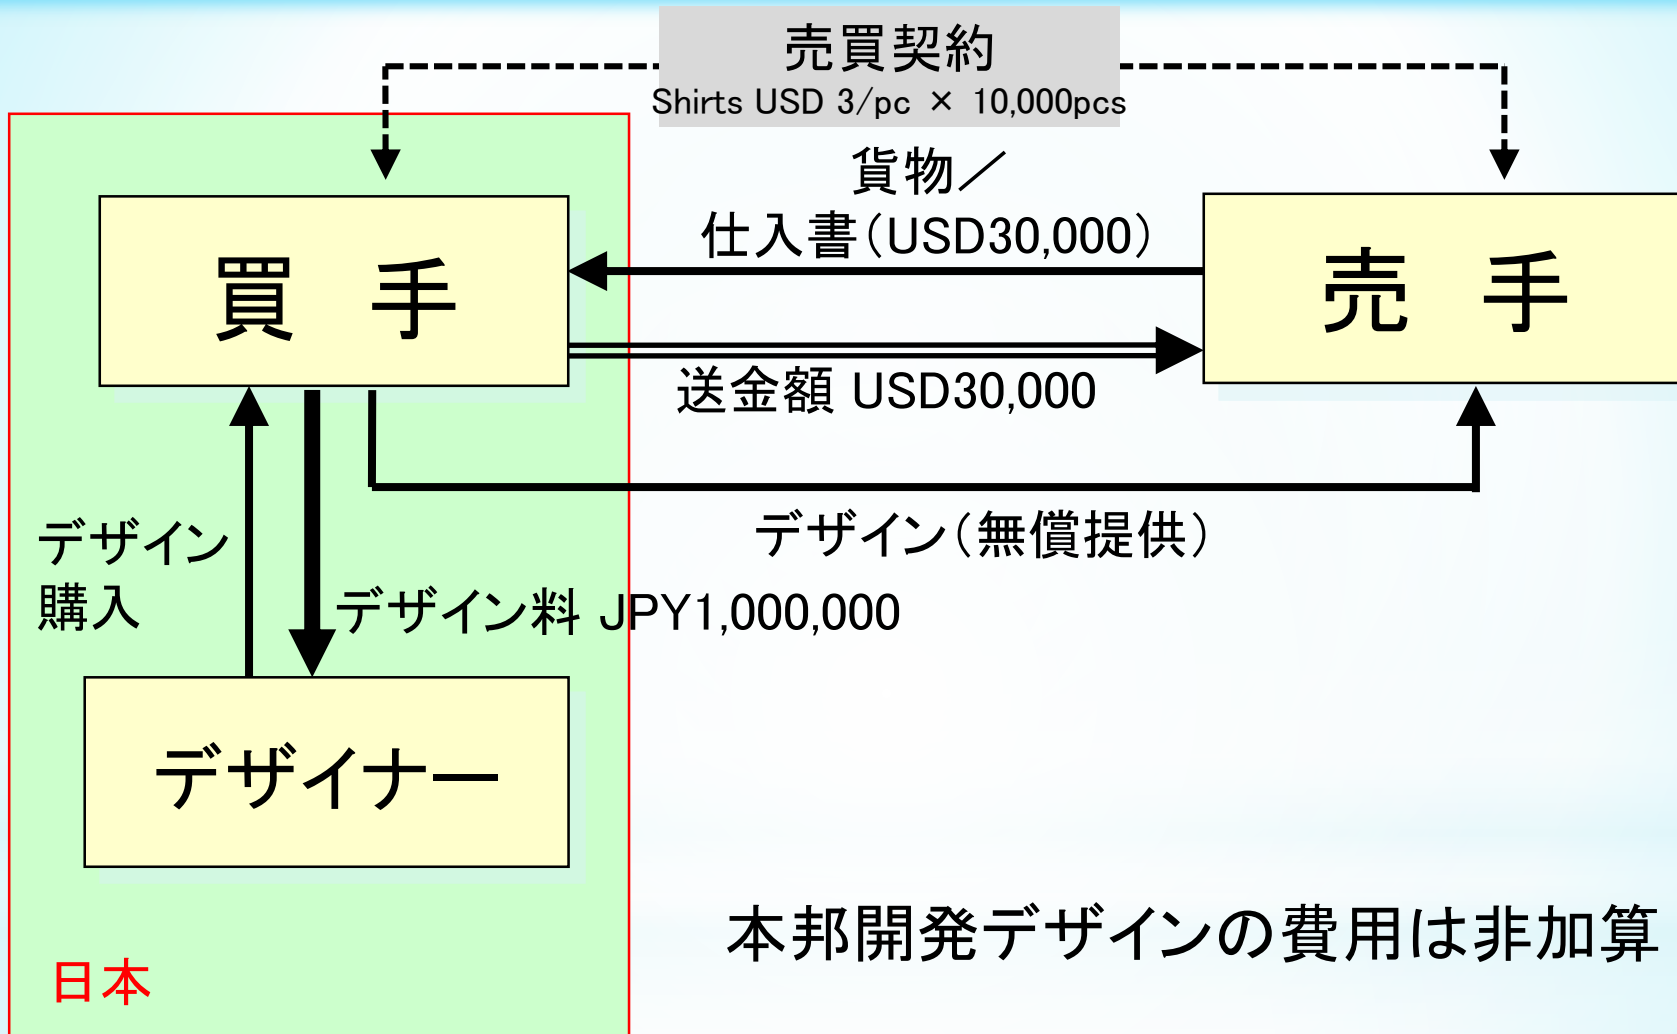 売買契約
Shirts USD 3/pc × 10,000pcs
貨物／
仕入書（USD30,000）
買　手
売　手
送金額 USD30,000
デザイン（無償提供）
デザイン
購入
デザイン料 JPY1,000,000
デザイナー
本邦開発デザインの費用は非加算
日本